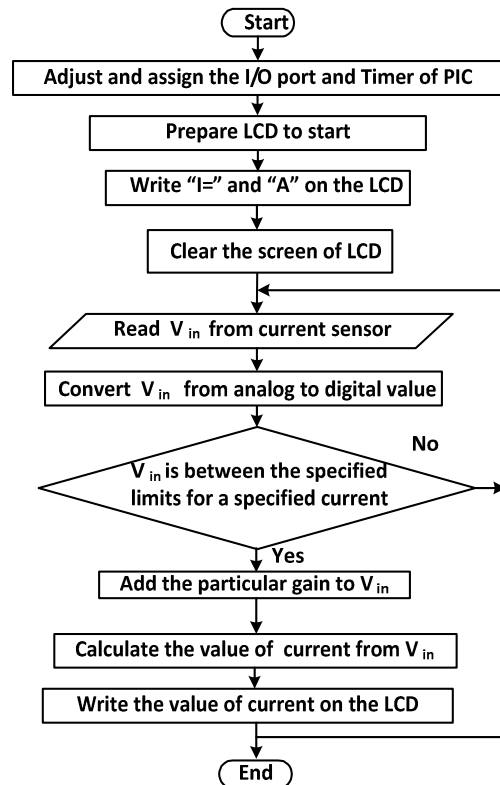 Start
Adjust and assign the I/O port and Timer of PIC
Prepare LCD to start
Write “I=” and “A” on the LCD
Clear the screen of LCD
Read V in from current sensor
Convert V in from analog to digital value
No
V in is between the specified
limits for a specified current
Yes
Add the particular gain to V in
Calculate the value of current from V in
Write the value of current on the LCD
End